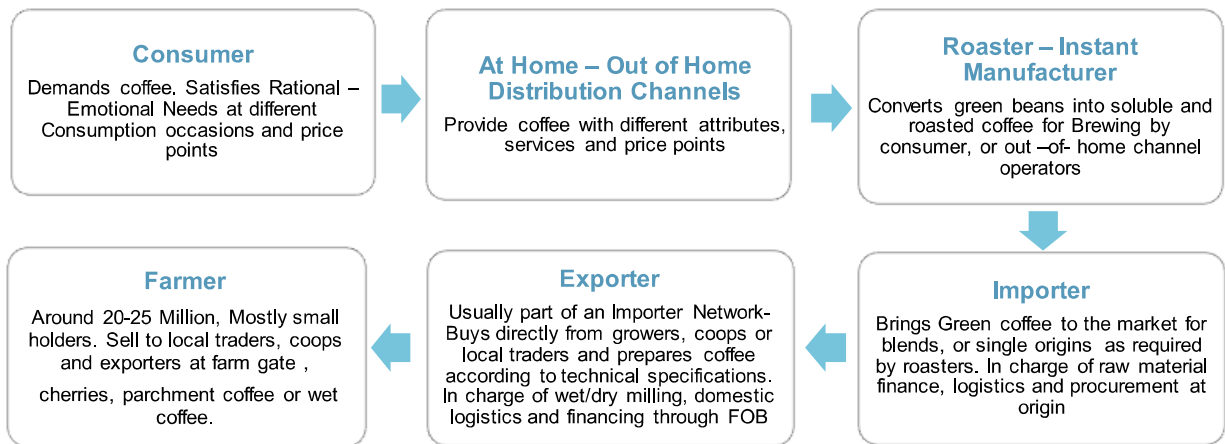 Consumer
Demands coffee. Satisfies Rational –
Emotional Needs at different
Consumption occasions and price
points
At Home – Out of Home
Distribution Channels
Provide coffee with different attributes,
services and price points
Roaster – Instant
Manufacturer
Converts green beans into soluble and
roasted coffee for Brewing by
consumer, or out –of- home channel
operators
Farmer
Around 20-25 Million, Mostly small
holders. Sell to local traders, coops
and exporters at farm gate ,
cherries, parchment coffee or wet
coffee.
Exporter
Usually part of an Importer Network-
Buys directly from growers, coops or
local traders and prepares coffee
according to technical specifications.
In charge of wet/dry milling, domestic
logistics and financing through FOB
Importer
Brings Green coffee to the market for
blends, or single origins as required
by roasters. In charge of raw material
finance, logistics and procurement at
origin